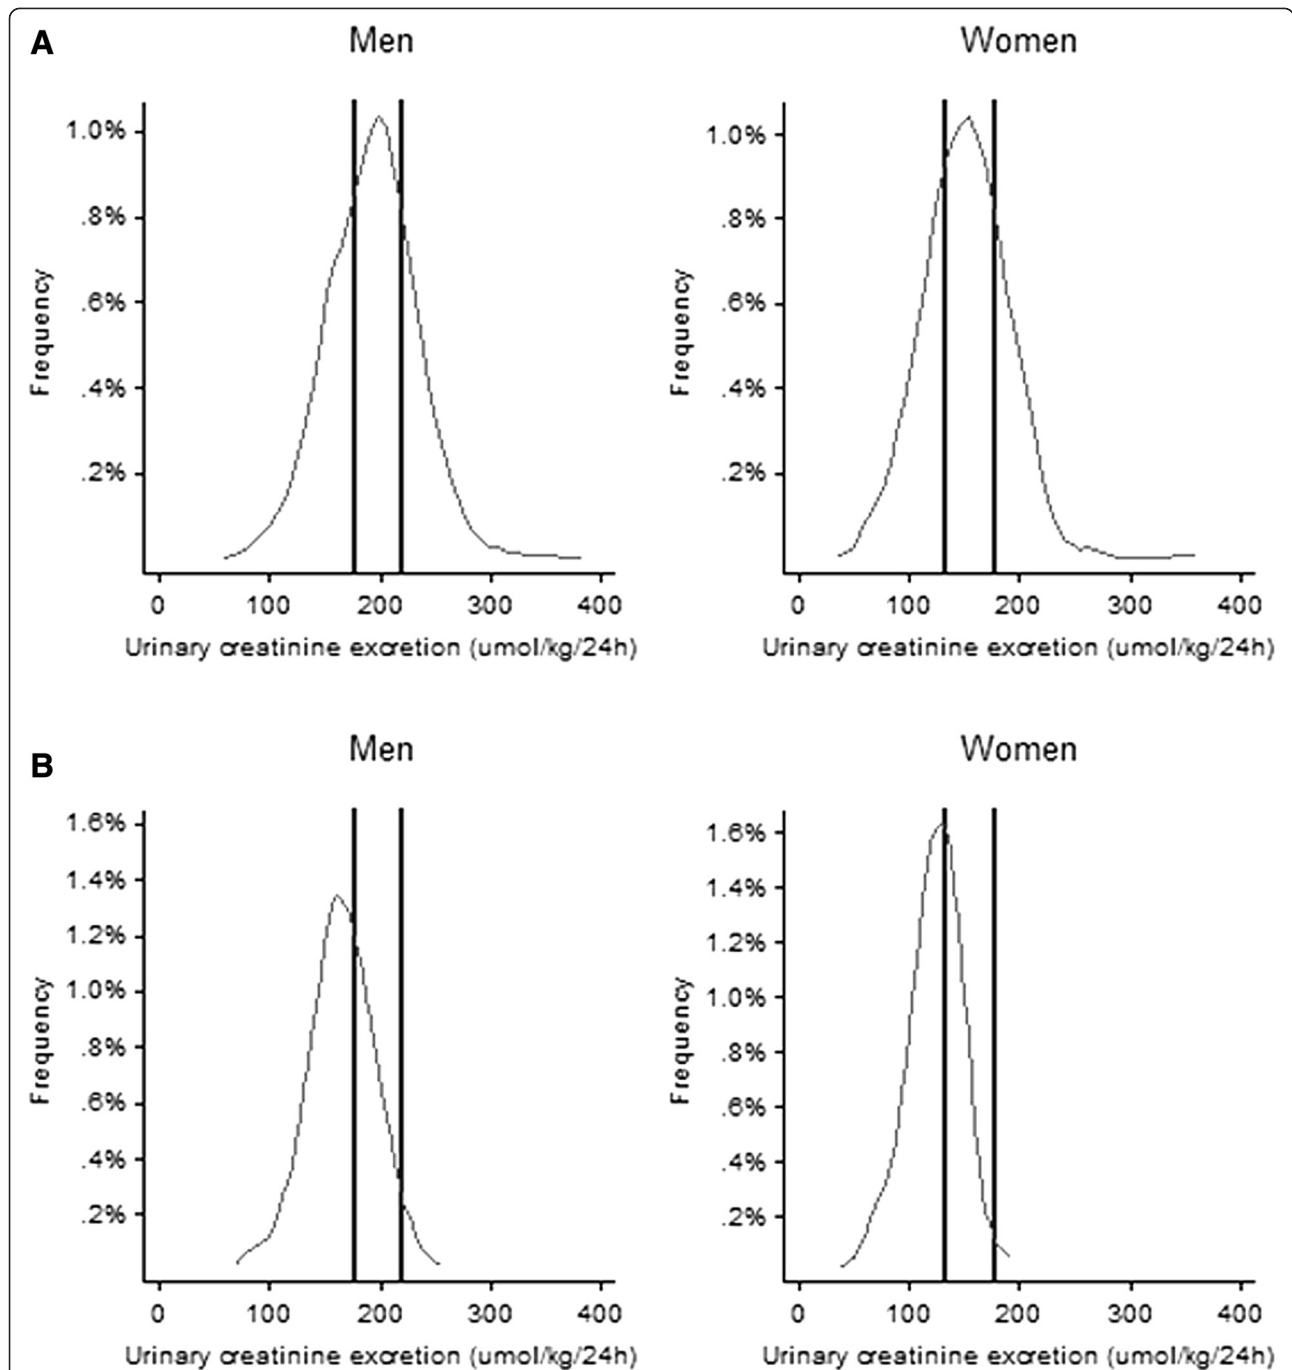 A
Men
Women
1.0%
.8%
.6%
.4%
.2%
Frequency
0 100 200 300 400
Urinary creatinine excretion (umol/kg/24h)
1.0%
.8%
.6%
.4%
.2%
Frequency
0 100 200 300 400
Urinary creatinine excretion (umol/kg/24h)
B
Men
Women
1.6%
1.4%
1.2%
1.0%
.8%
.6%
.4%
.2%
Frequency
0 100 200 300 400
Urinary creatinine excretion (umol/kg/24h)
1.6%
1.4%
1.2%
1.0%
.8%
.6%
.4%
.2%
Frequency
0 100 200 300 400
Urinary creatinine excretion (umol/kg/24h)